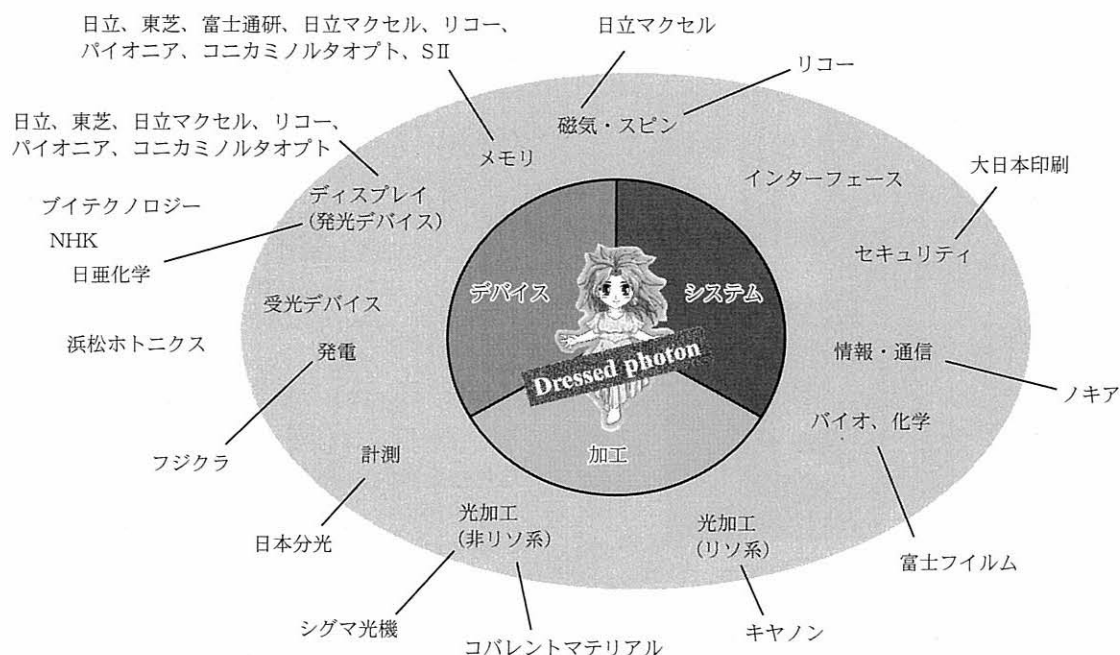 日立、東芝、富士通研、日立マクセル、リコー、
パイオニア、コニカミノルタオプト、SII
日立マクセル
リコー
日立、東芝、日立マクセル、リコー、
パイオニア、コニカミノルタオプト
磁気・スピン
メモリ
インターフェース
大日本印刷
ブイテクノロジー
NHK
日亜化学
ディスプレイ
(発光デバイス)
セキュリティ
デバイス
システム
受光デバイス
浜松ホトニクス
発電
Dressed photon
情報・通信
ノキア
バイオ、化学
フジクラ
計測
加工
日本分光
光加工
(非リソ系)
光加工
(リソ系)
富士フイルム
シグマ光機
コバレントマテリアル
キヤノン